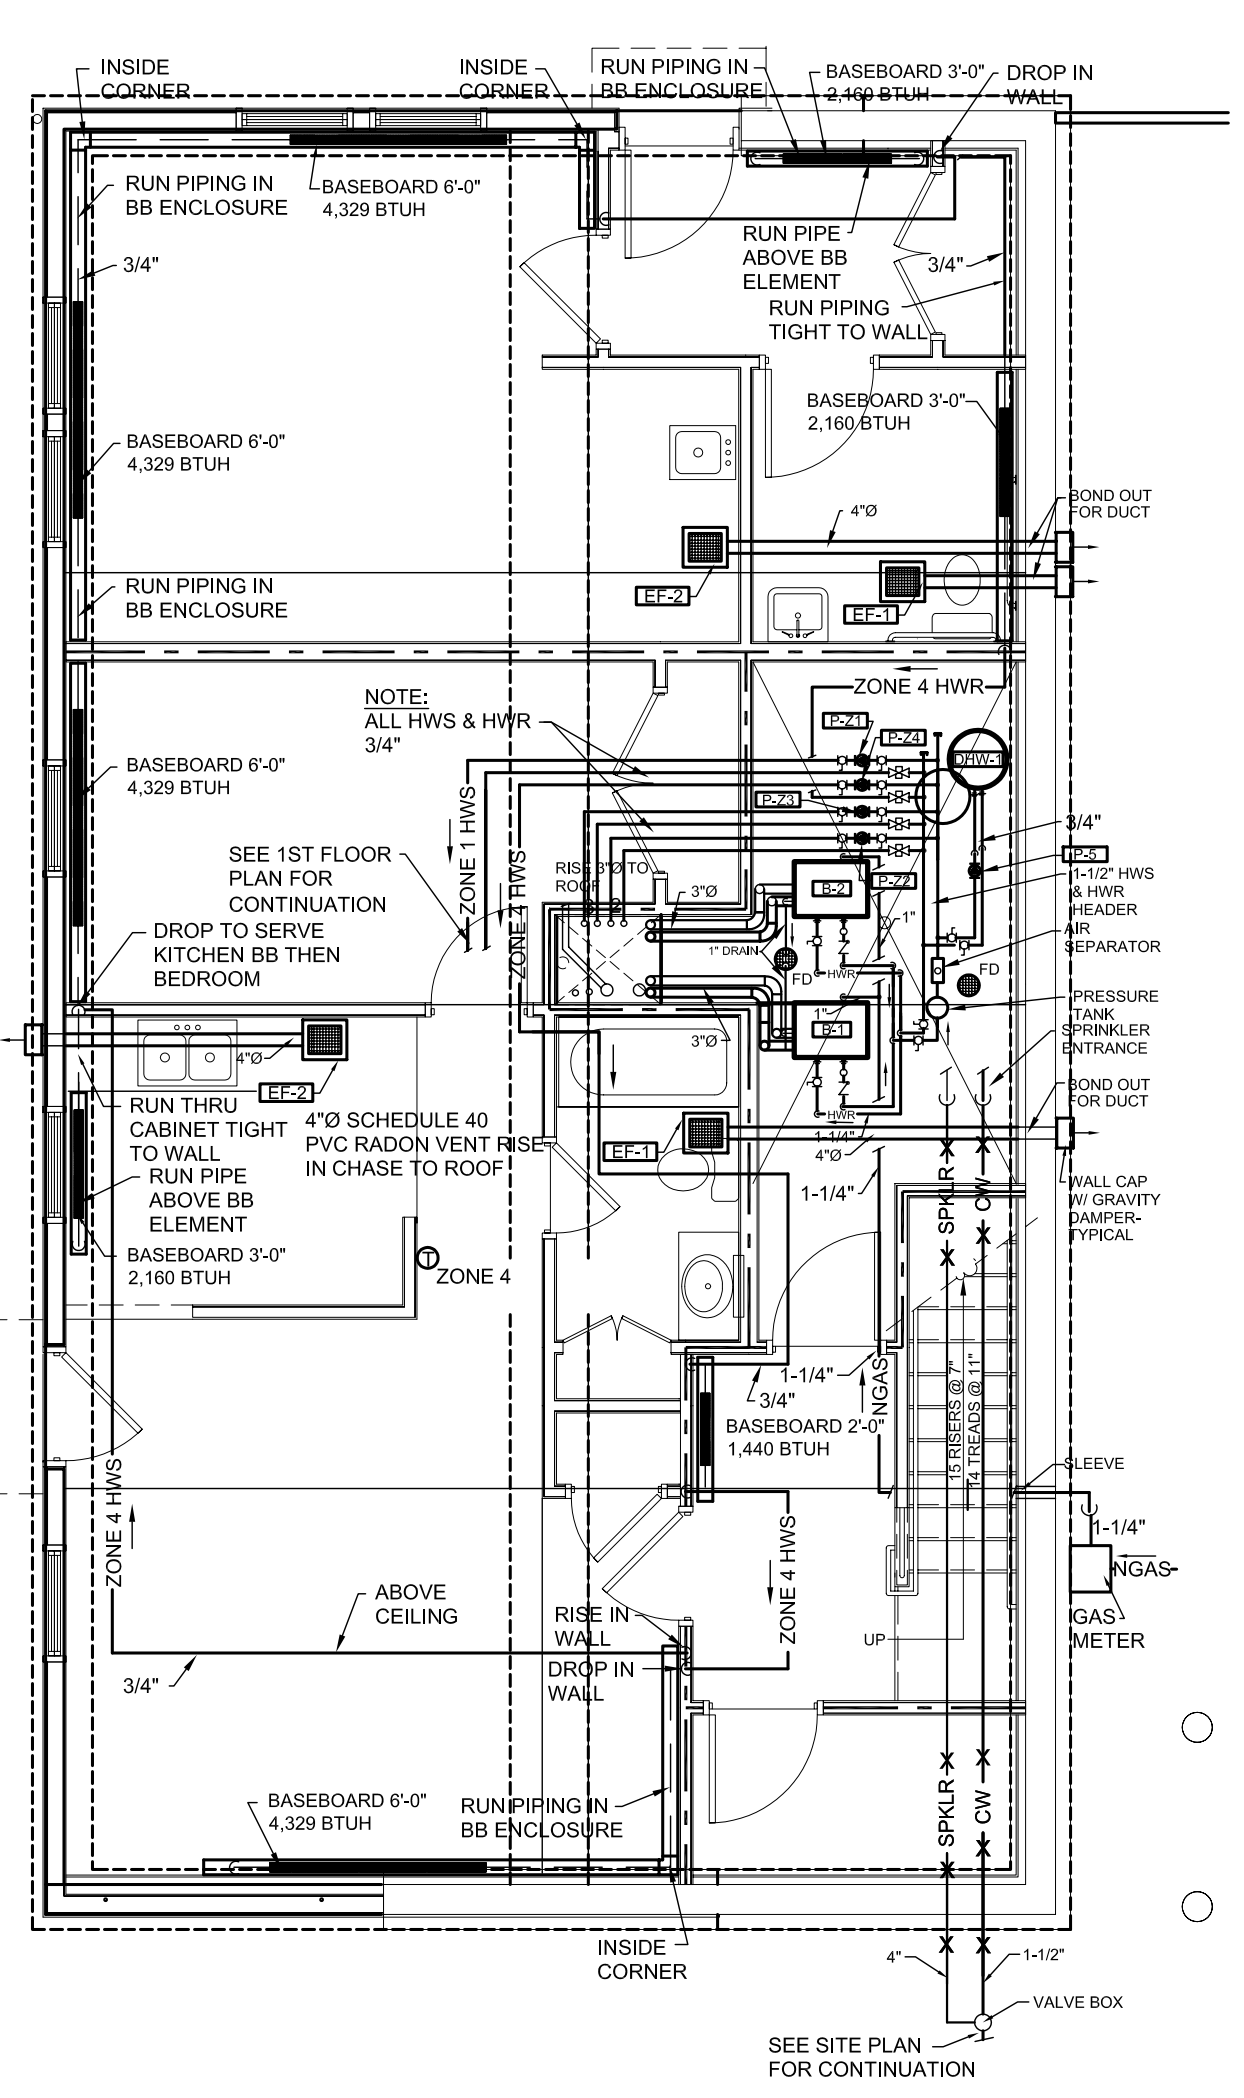 INSIDE
CORNER
INSIDE
CORNER
RUN PIPING IN
BB ENCLOSURE
BASEBOARD 3'-0"
2,160 BTUH
DROP IN
WALL
RUN PIPING IN
BB ENCLOSURE
BASEBOARD 6'-0"
4,329 BTUH
3/4"
RUN PIPE
ABOVE BB
ELEMENT
3/4"
RUN PIPING
TIGHT TO WALL
BASEBOARD 3'-0"
2,160 BTUH
BASEBOARD 6'-0"
4,329 BTUH
BOND OUT
FOR DUCT
4"Ø
RUN PIPING IN
BB ENCLOSURE
EF-2
EF-1
ZONE 4 HWR
NOTE:
ALL HWS & HWR
3/4"
P-Z1
P-Z4
DHW-1
BASEBOARD 6'-0"
4,329 BTUH
P-Z3
3/4"
P-5
ZONE 1 HWS
ZONE 4 HWS
SEE 1ST FLOOR
PLAN FOR
CONTINUATION
RISE 3"Ø TO
ROOF
3"Ø
B-2
P-Z2
1-1/2" HWS
& HWR
HEADER
1"
AIR
SEPARATOR
DROP TO SERVE
KITCHEN BB THEN
BEDROOM
1" DRAIN
FD
HWR
FD
1"
PRESSURE
TANK
SPRINKLER
ENTRANCE
B-1
3"Ø
4"Ø
EF-2
HWR
BOND OUT
FOR DUCT
RUN THRU
CABINET TIGHT
TO WALL
4"Ø SCHEDULE 40
PVC RADON VENT RISE
IN CHASE TO ROOF
EF-1
1-1/4"
4"Ø
1-1/4"
SPKLR
CW
WALL CAP
W/ GRAVITY
DAMPER-
TYPICAL
RUN PIPE
ABOVE BB
ELEMENT
BASEBOARD 3'-0"
2,160 BTUH
T
ZONE 4
1-1/4"
3/4"
NGAS
15 RISERS @ 7"
14 TREADS @ 11"
BASEBOARD 2'-0"
1,440 BTUH
SLEEVE
ZONE 4 HWS
ZONE 4 HWS
1-1/4"
NGAS
GAS
METER
ABOVE
CEILING
RISE IN
WALL
UP
DROP IN
WALL
3/4"
BASEBOARD 6'-0"
4,329 BTUH
RUN PIPING IN
BB ENCLOSURE
SPKLR
CW
INSIDE
CORNER
4"
1-1/2"
VALVE BOX
SEE SITE PLAN
FOR CONTINUATION